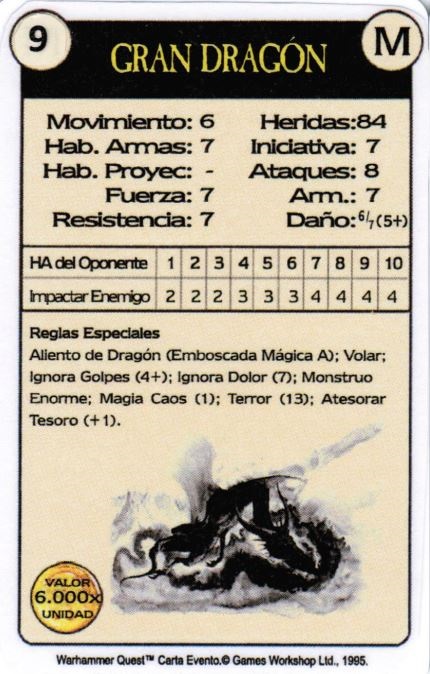 9
M
GRAN DRAGÓN
Movimiento: 6 Heridas:84
Hab. Armas: 7 Iniciativa: 7
Hab. Proyec: - Ataques: 8
Fuerza: 7 Arm.: 7
Resistencia: 7 Daño:6/7(5+)
HA del Oponente 1 2 3 4 5 6 7 8 9 10
Impactar Enemigo 2 2 2 3 3 3 4 4 4 4
Reglas Especiales
Aliento de Dragón (Emboscada Mágica A); Volar;
Ignora Golpes (4+); Ignora Dolor (7); Monstruo
Enorme; Magia Caos (1); Terror (13); Atesorar
Tesoro (+1).
VALOR
6.000x
UNIDAD
Warhammer Quest™ Carta Evento.© Games Workshop Ltd., 1995.